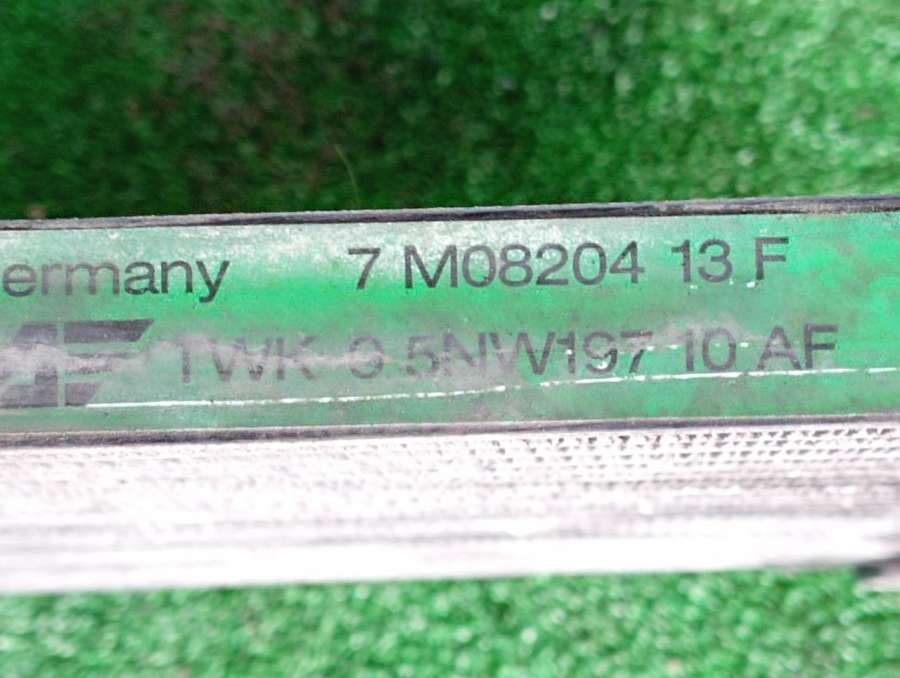 ermany 7 M08204 13 F
TWK 9.5NW197 10 AF